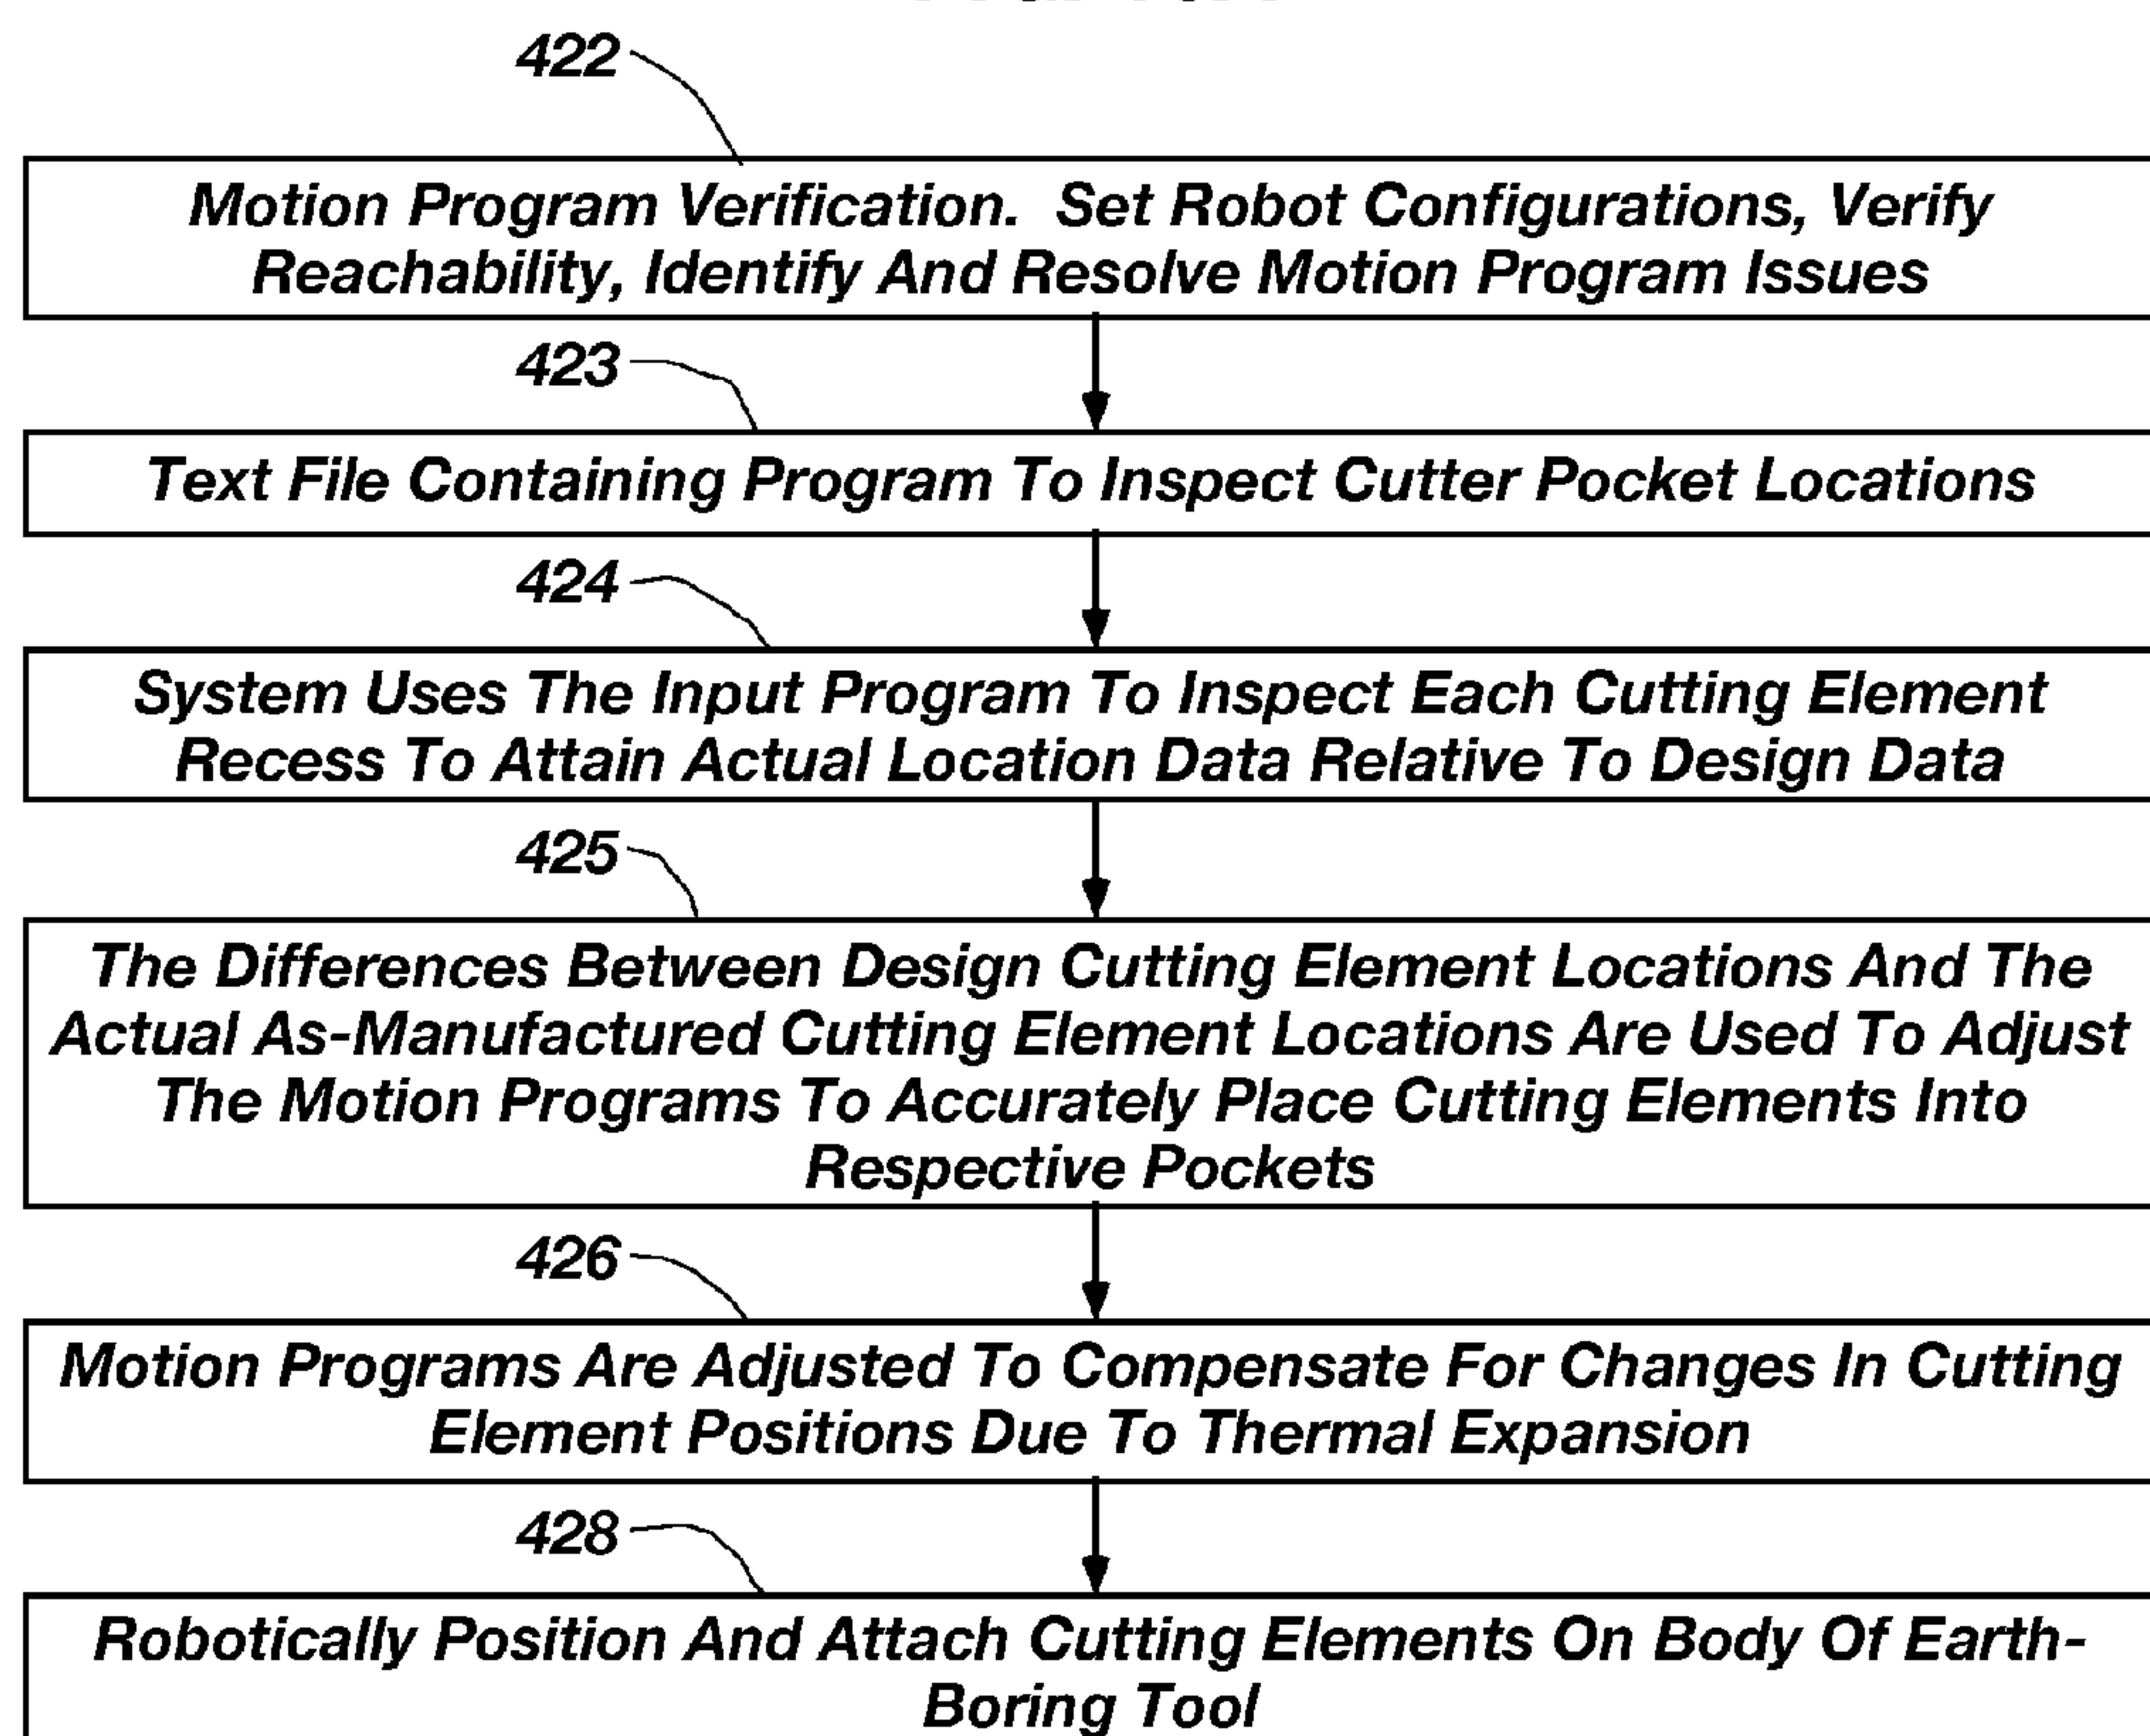 422
Motion Program Verification. Set Robot Configurations, Verify
Reachability, Identify And Resolve Motion Program Issues
423
Text File Containing Program To Inspect Cutter Pocket Locations
424
System Uses The Input Program To Inspect Each Cutting Element
Recess To Attain Actual Location Data Relative To Design Data
425
The Differences Between Design Cutting Element Locations And The
Actual As-Manufactured Cutting Element Locations Are Used To Adjust
The Motion Programs To Accurately Place Cutting Elements Into
Respective Pockets
426
Motion Programs Are Adjusted To Compensate For Changes In Cutting
Element Positions Due To Thermal Expansion
428
Robotically Position And Attach Cutting Elements On Body Of Earth-
Boring Tool